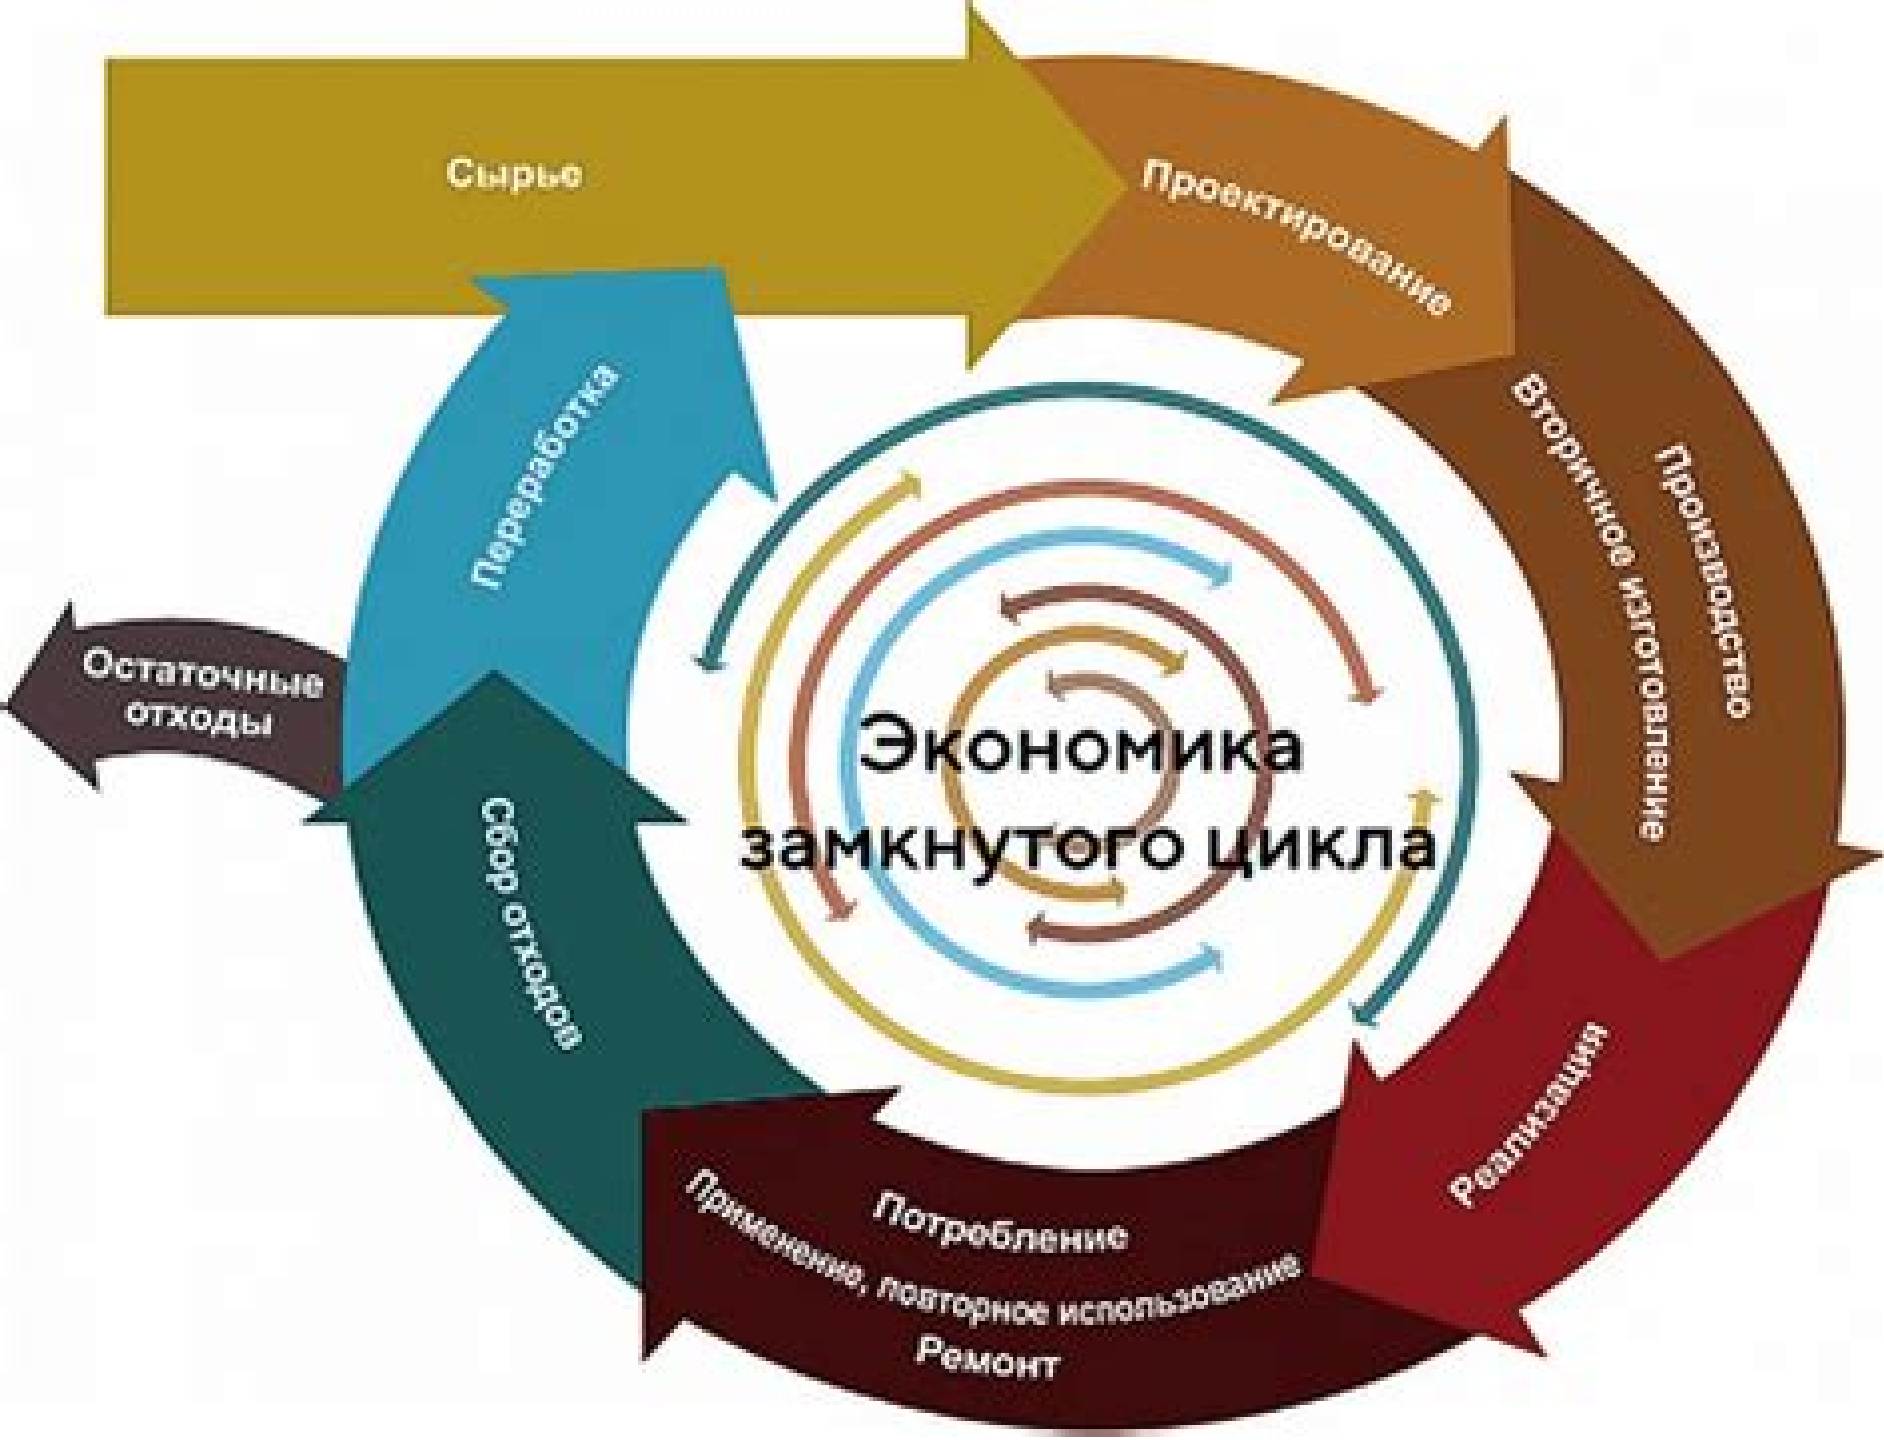 Сырье
Проектирование
Производство
Вторичное изготовление
Реализация
Потребление
Применение, повторное использование
Ремонт
Сбор отходов
Остаточные
отходы
Переработка
Экономика
замкнутого цикла